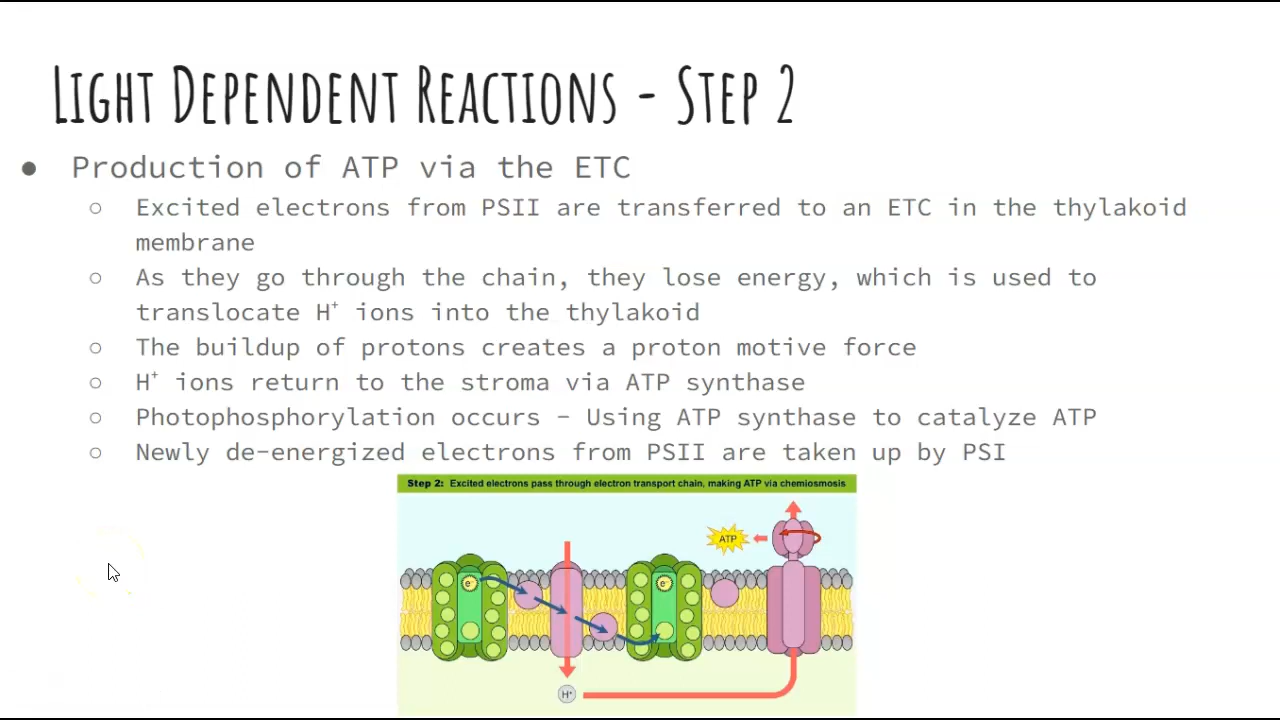 Light Dependent Reactions - Step 2
● Production of ATP via the ETC
○ Excited electrons from PSII are transferred to an ETC in the thylakoid
membrane
○ As they go through the chain, they lose energy, which is used to
translocate H⁺ ions into the thylakoid
○ The buildup of protons creates a proton motive force
○ H⁺ ions return to the stroma via ATP synthase
○ Photophosphorylation occurs – Using ATP synthase to catalyze ATP
○ Newly de-energized electrons from PSII are taken up by PSI
Step 2: Excited electrons pass through electron transport chain, making ATP via chemiosmosis
ATP
e⁻
e⁻
H⁺